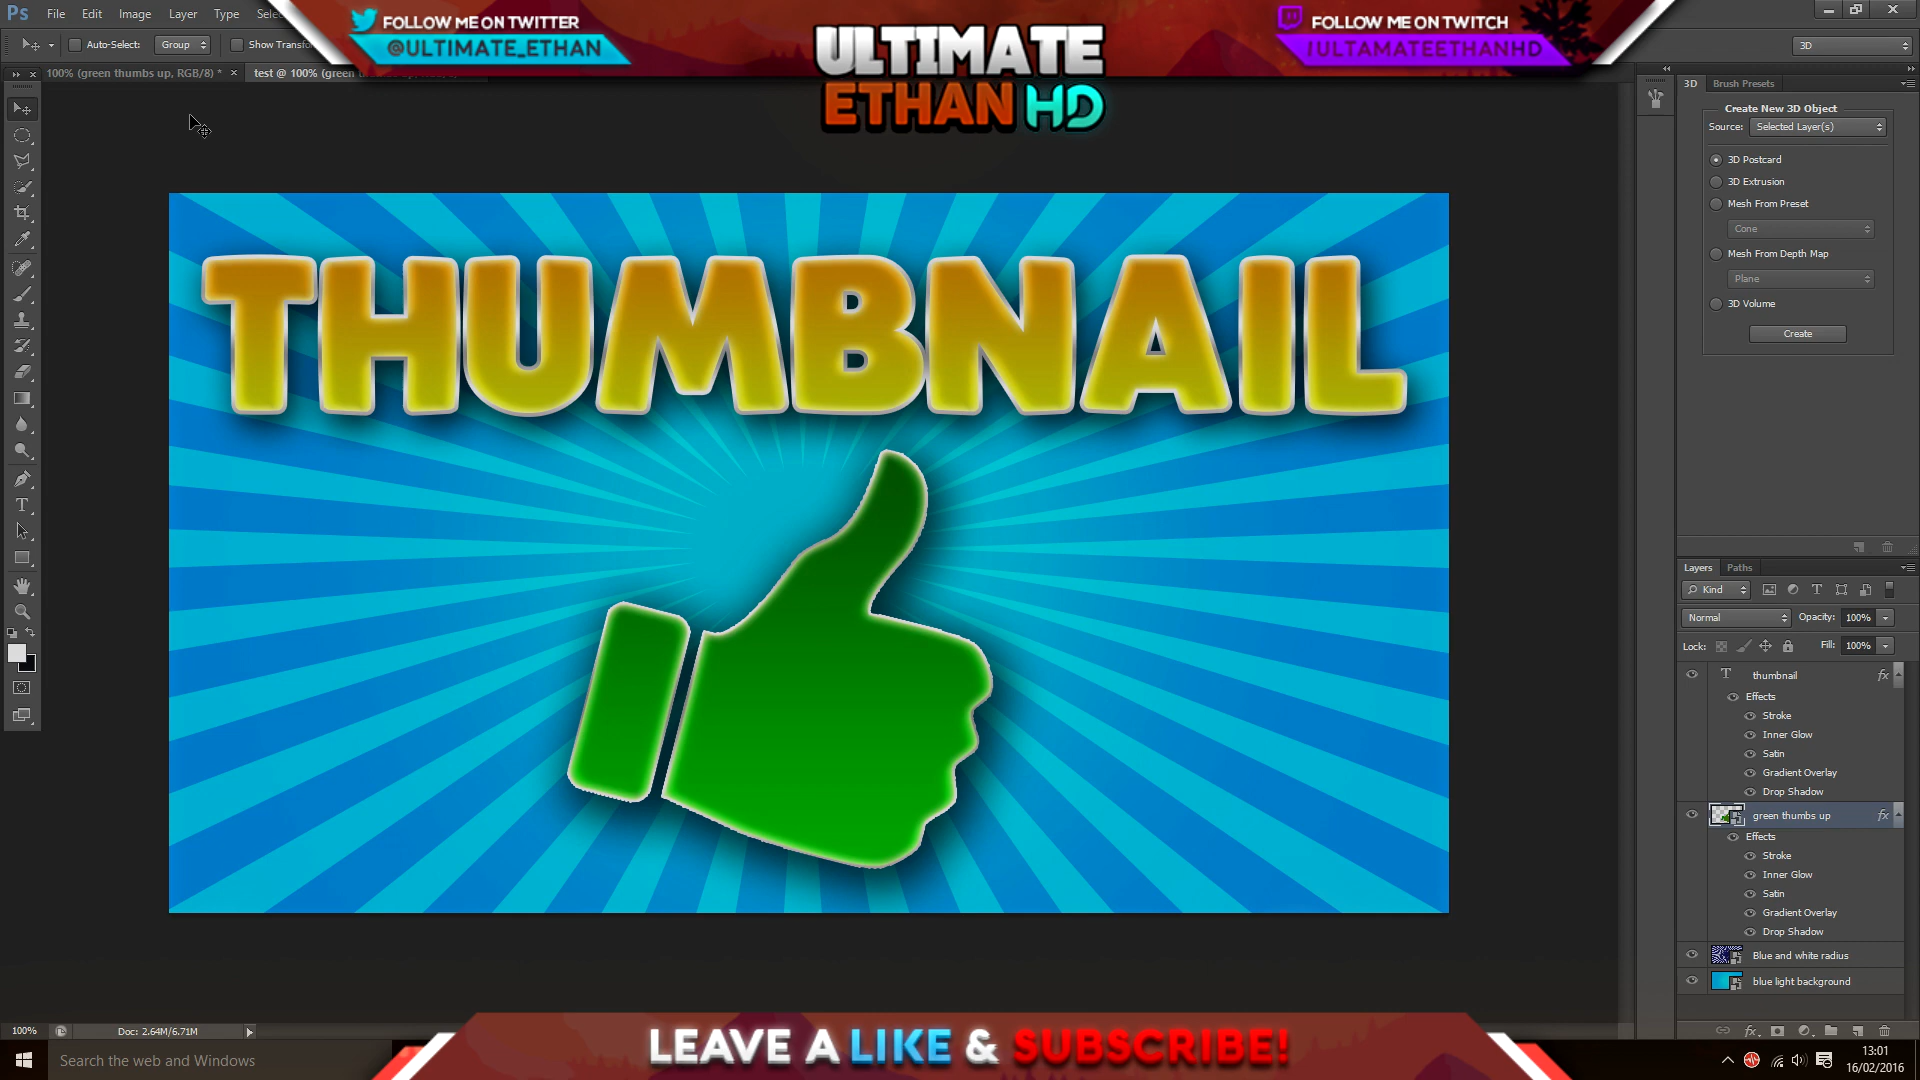 Ps File Edit Image Layer Type
FOLLOW ME ON TWITTER
@ULTIMATE_ETHAN
ULTIMATE
ETHAN HD
FOLLOW ME ON TWITCH
/ULTAMATEETHANHD
Auto-Select: Group Show Transfo
3D
100% (green thumbs up, RGB/8) * ×
test @ 100% (green
3D Brush Presets
Create New 3D Object
Source: Selected Layer(s)
3D Postcard
3D Extrusion
Mesh From Preset
Cone
Mesh From Depth Map
Plane
3D Volume
Create
THUMBNAIL
Layers Paths
Kind
Normal Opacity: 100%
Lock: Fill: 100%
thumbnail fx
Effects
Stroke
Inner Glow
Satin
Gradient Overlay
Drop Shadow
green thumbs up fx
Effects
Stroke
Inner Glow
Satin
Gradient Overlay
Drop Shadow
Blue and white radius
blue light background
100% Doc: 2.64M/6.71M
Search the web and Windows
LEAVE A LIKE & SUBSCRIBE!
13:01
16/02/2016